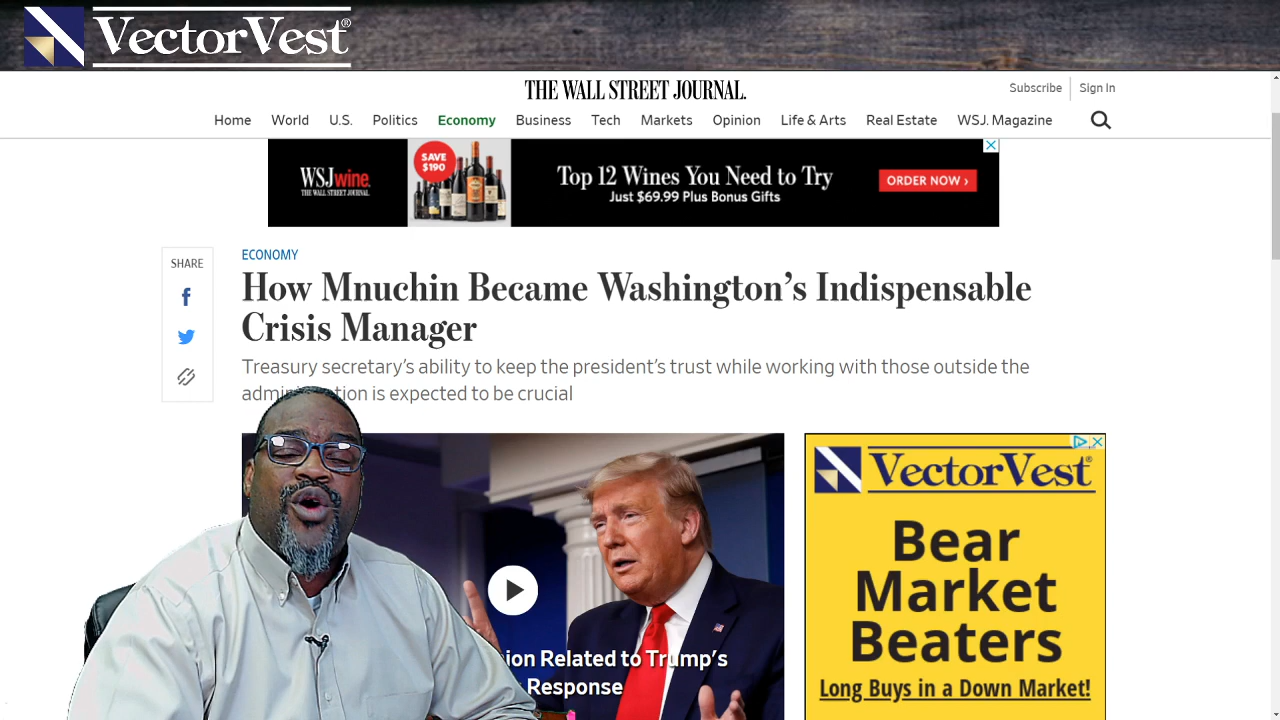 VectorVest®
THE WALL STREET JOURNAL.
Subscribe Sign In
Home World U.S. Politics Economy Business Tech Markets Opinion Life & Arts Real Estate WSJ. Magazine
WSJwine
THE WALL STREET JOURNAL.
SAVE
$190
Top 12 Wines You Need to Try
Just $69.99 Plus Bonus Gifts
ORDER NOW ›
SHARE
ECONOMY
How Mnuchin Became Washington’s Indispensable
Crisis Manager
Treasury secretary’s ability to keep the president’s trust while working with those outside the
is expected to be crucial
Related to Trump’s
Response
VectorVest®
Bear
Market
Beaters
Long Buys in a Down Market!